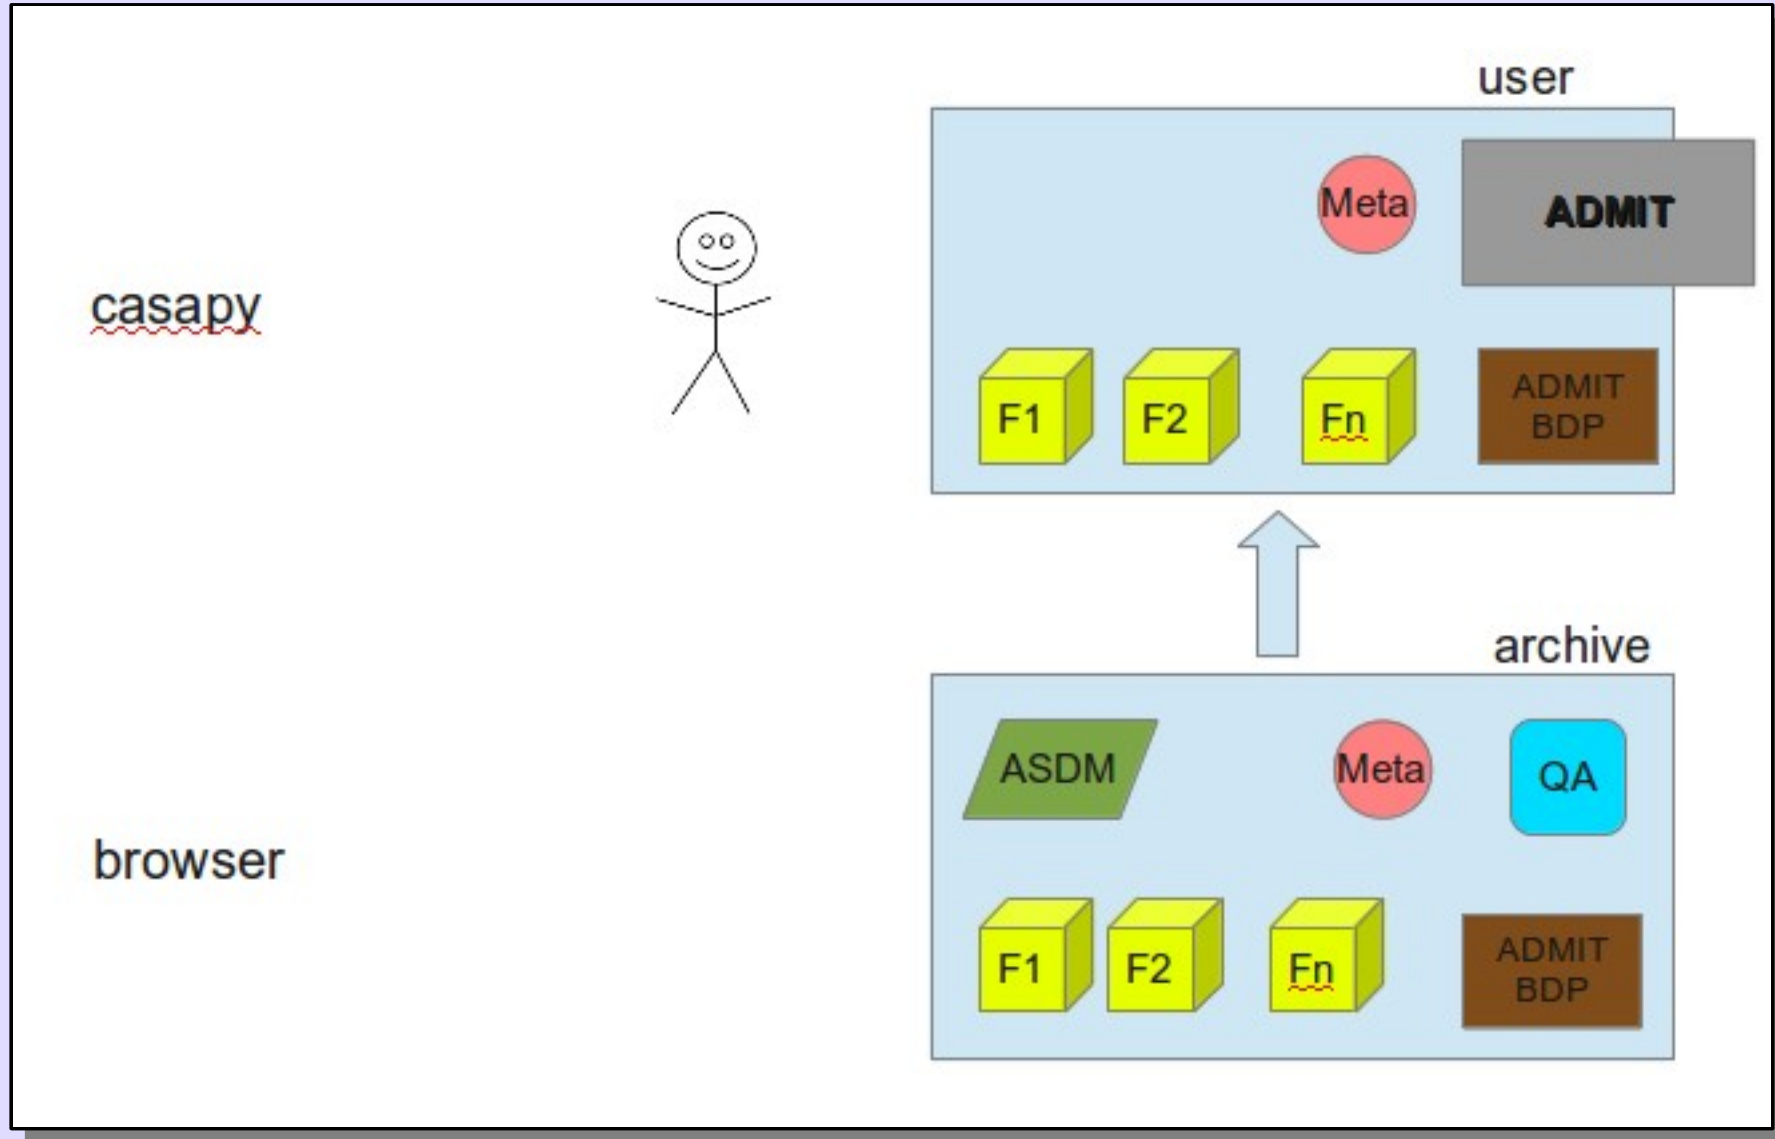 user
Meta
ADMIT
casapy
F1
F2
Fn
ADMIT
BDP
archive
ASDM
Meta
QA
browser
F1
F2
Fn
ADMIT
BDP